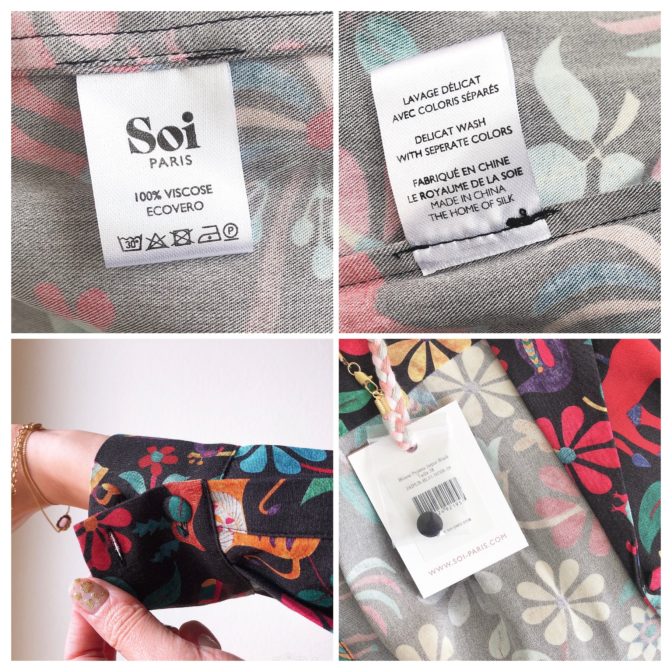 Soi
PARIS
100% VISCOSE
ECOVERO
30°
P
LAVAGE DÉLICAT
AVEC COLORIS SÉPARÉS
DELICAT WASH
WITH SEPERATE COLORS
FABRIQUÉ EN CHINE
LE ROYAUME DE LA SOIE
MADE IN CHINA
THE HOME OF SILK
WWW.SOI-PARIS.COM